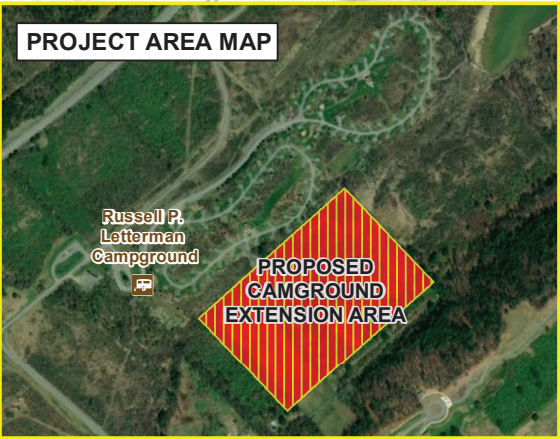 PROJECT AREA MAP
Russell P.
Letterman
Campground
PROPOSED
CAMGROUND
EXTENSION AREA